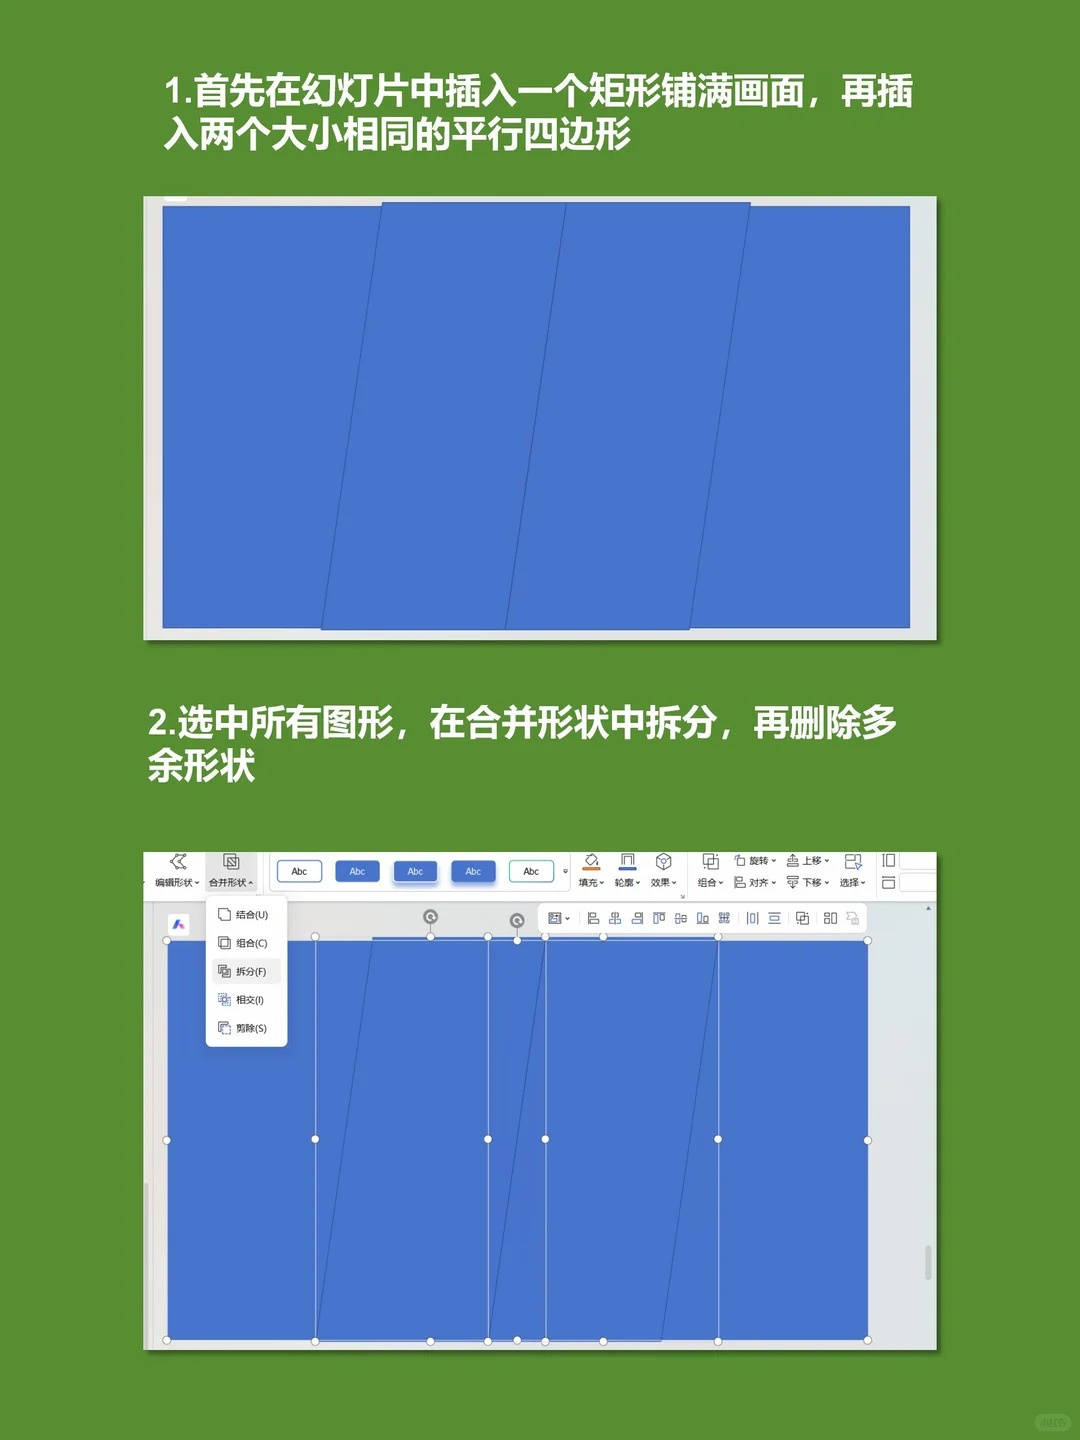 1.首先在幻灯片中插入一个矩形铺满画面，再插
入两个大小相同的平行四边形
2.选中所有图形，在合并形状中拆分，再删除多
余形状
编辑形状 合并形状 Abc Abc Abc Abc Abc 填充 轮廓 效果 组合 旋转 对齐 上移 下移 选择
结合(U)
组合(C)
拆分(F)
相交(I)
剪除(S)
小红书